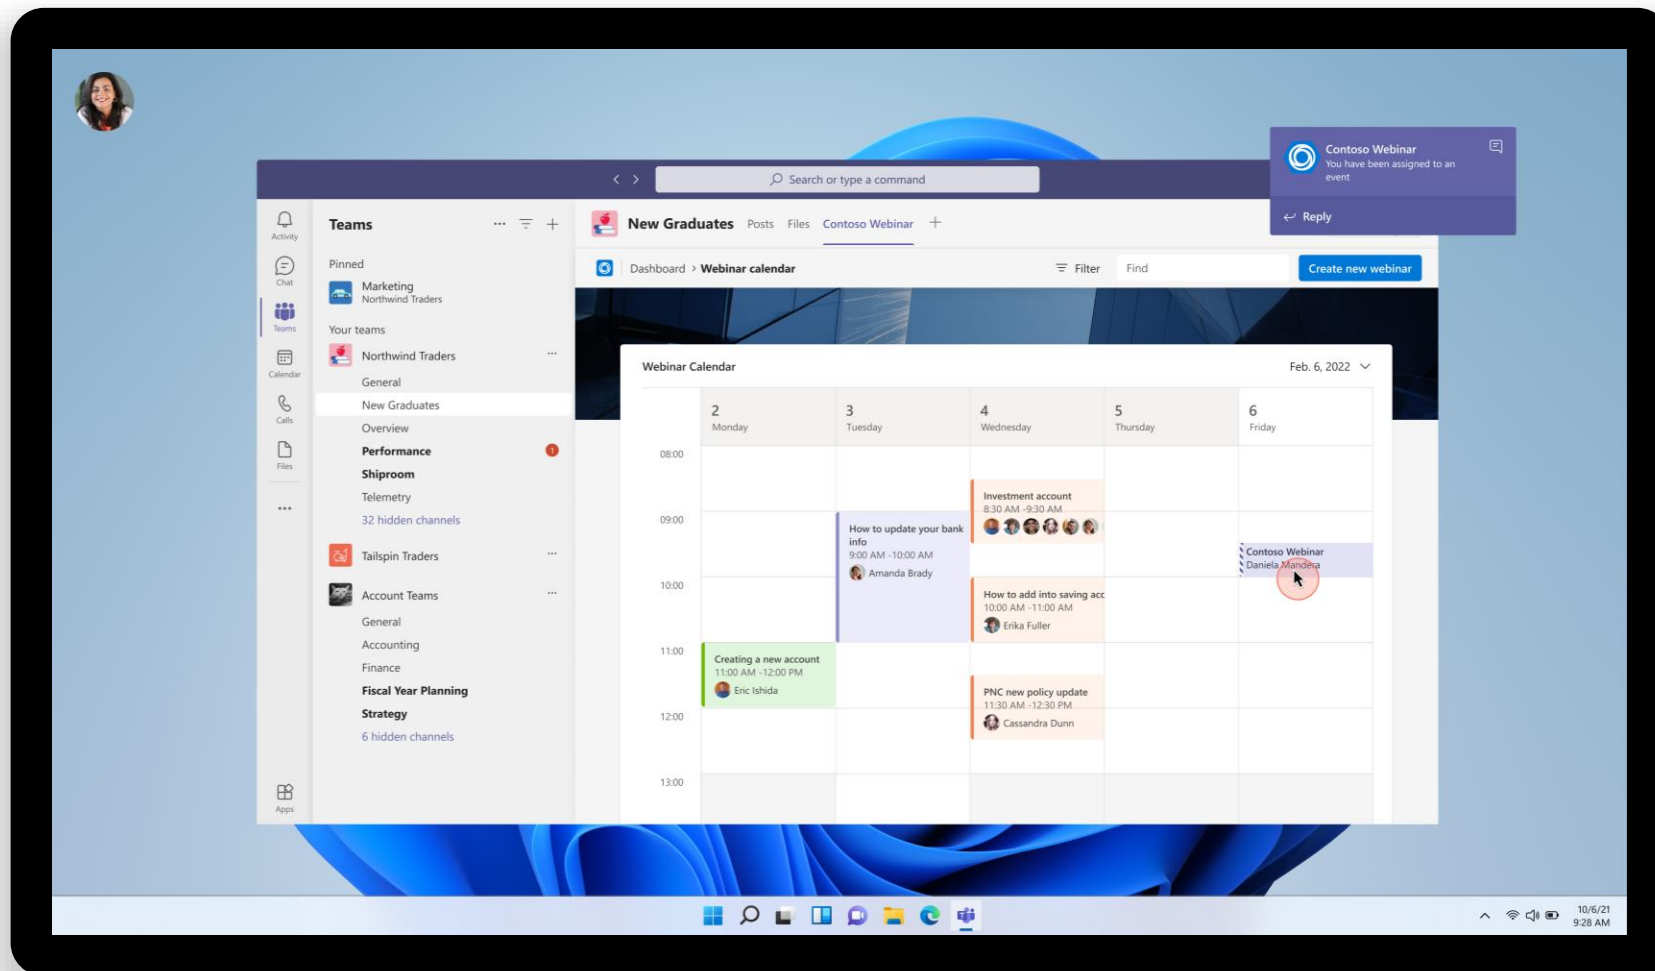 Contoso Webinar
You have been assigned to an
event
Reply
Search or type a command
Activity
Chat
Teams
Calendar
Calls
Files
Apps
Teams
Pinned
Marketing
Northwind Traders
Your teams
Northwind Traders
General
New Graduates
Overview
Performance 1
Shiproom
Telemetry
32 hidden channels
Tailspin Traders
Account Teams
General
Accounting
Finance
Fiscal Year Planning
Strategy
6 hidden channels
New Graduates Posts Files Contoso Webinar
Dashboard > Webinar calendar Filter Find Create new webinar
Webinar Calendar Feb. 6, 2022
2 3 4 5 6
Monday Tuesday Wednesday Thursday Friday
08:00
09:00
10:00
11:00
12:00
13:00
Creating a new account
11:00 AM -12:00 PM
Eric Ishida
How to update your bank
info
9:00 AM -10:00 AM
Amanda Brady
Investment account
8:30 AM -9:30 AM
How to add into saving acc
10:00 AM -11:00 AM
Erika Fuller
PNC new policy update
11:30 AM -12:30 PM
Cassandra Dunn
Contoso Webinar
Daniela Mandera
10/6/21
9:28 AM